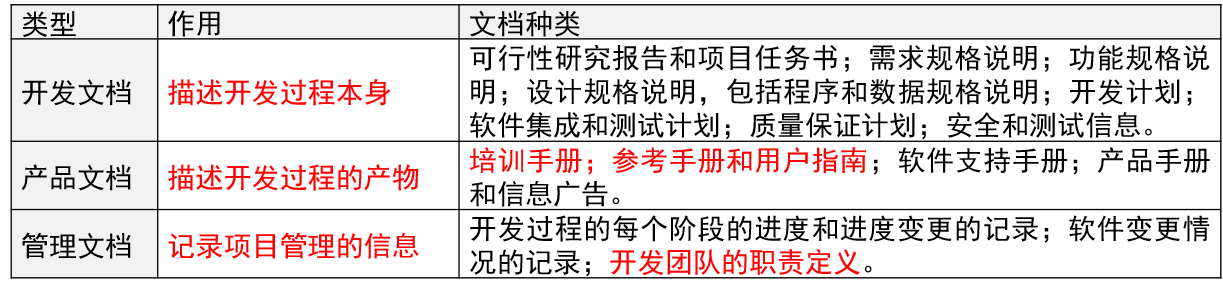 类型 作用 文档种类
开发文档 描述开发过程本身 可行性研究报告和项目任务书；需求规格说明；功能规格说
明；设计规格说明，包括程序和数据规格说明；开发计划；
软件集成和测试计划；质量保证计划；安全和测试信息。
产品文档 描述开发过程的产物 培训手册；参考手册和用户指南；软件支持手册；产品手册
和信息广告。
管理文档 记录项目管理的信息 开发过程的每个阶段的进度和进度变更的记录；软件变更情
况的记录；开发团队的职责定义。